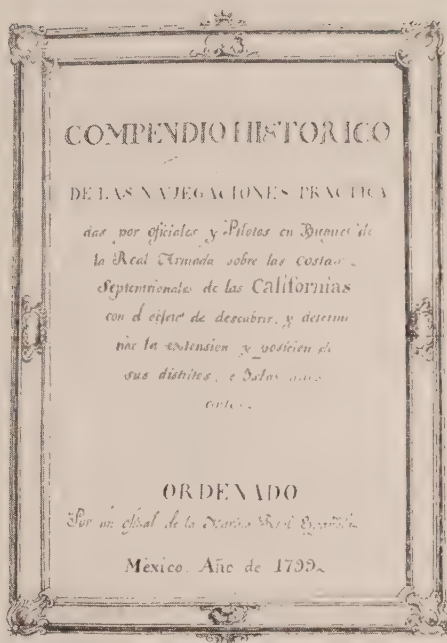 COMPENDIO HISTORICO
DE LAS NAVEGACIONES PRACTICA
das por oficiales y Pilotos en Buques de
la Real Armada sobre las costas
Septentrionales de las Californias
con el objeto de descubrir, y determi
nàr la extension y posicion de
sus distritos, e Islas
ORDENADO
Por un oficial de la Marina Real Española
México. Año de 1799